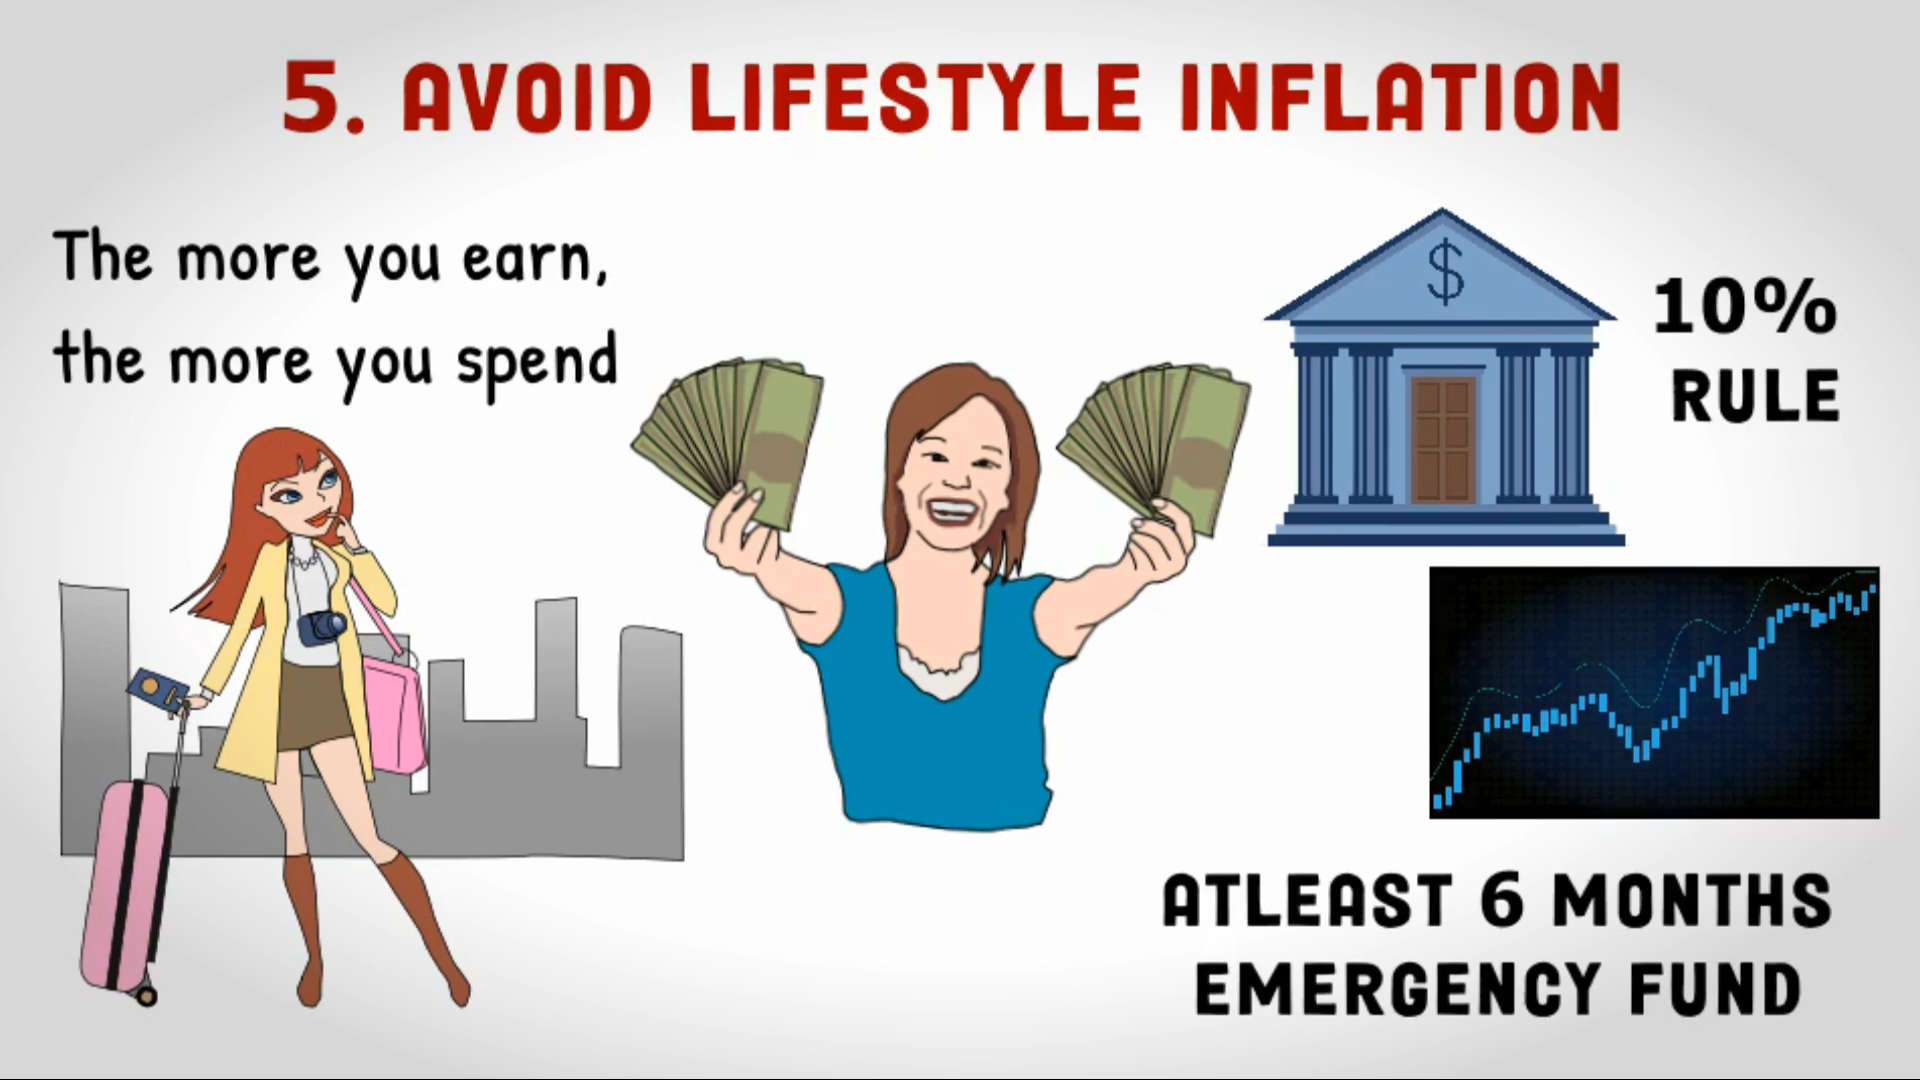 5. AVOID LIFESTYLE INFLATION
The more you earn,
the more you spend
$
10%
RULE
ATLEAST 6 MONTHS
EMERGENCY FUND